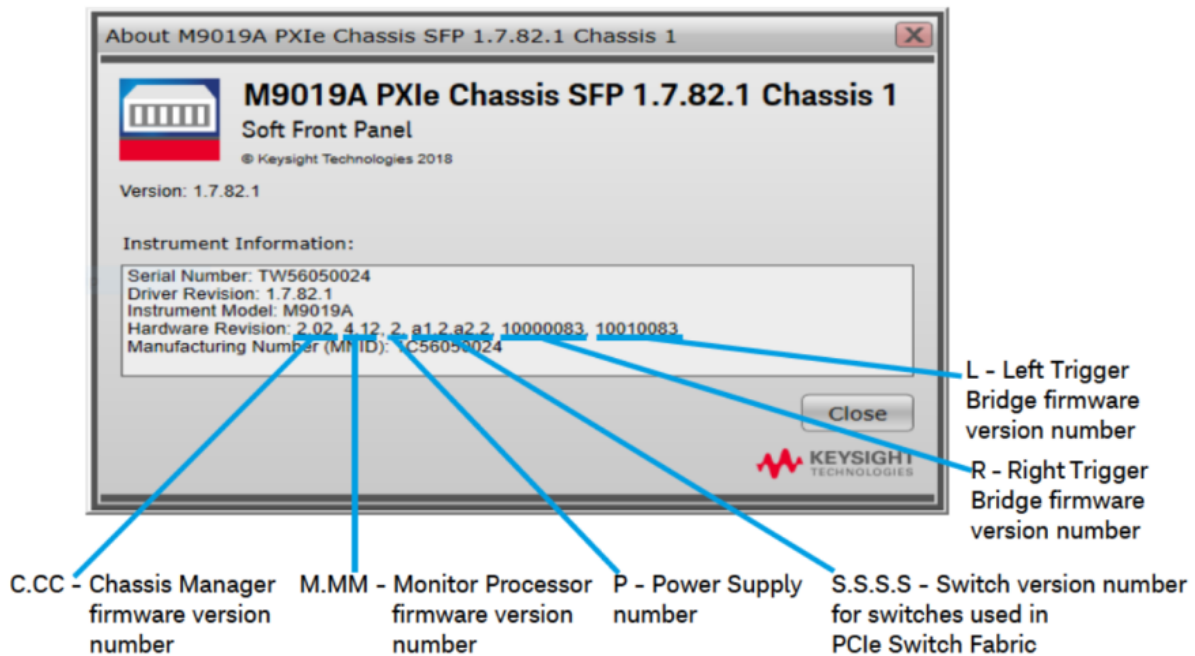 About M9019A PXIe Chassis SFP 1.7.82.1 Chassis 1
M9019A PXIe Chassis SFP 1.7.82.1 Chassis 1
Soft Front Panel
© Keysight Technologies 2018
Version: 1.7.82.1
Instrument Information:
Serial Number: TW56050024
Driver Revision: 1.7.82.1
Instrument Model: M9019A
Hardware Revision: 2.02, 4.12, 2, a1.2.a2.2, 10000083, 10010083
Manufacturing Number (MNID): TC56050024
Close
KEYSIGHT
TECHNOLOGIES
L - Left Trigger
Bridge firmware
version number
R - Right Trigger
Bridge firmware
version number
C.CC - Chassis Manager
firmware version
number
M.MM - Monitor Processor
firmware version
number
P - Power Supply
number
S.S.S.S - Switch version number
for switches used in
PCIe Switch Fabric